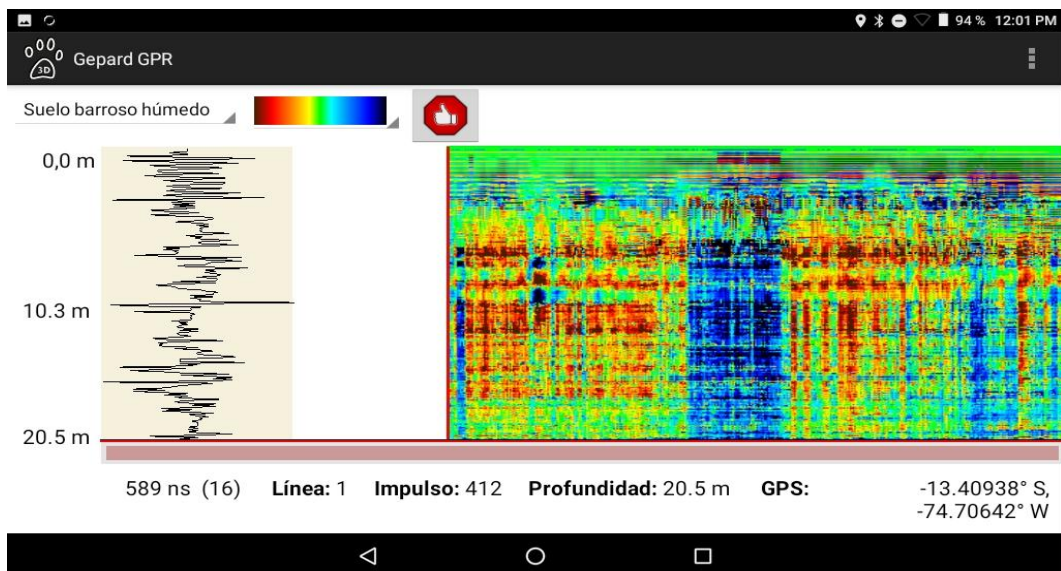 94 % 12:01 PM
3D Gepard GPR
Suelo barroso húmedo
0,0 m
10.3 m
20.5 m
589 ns (16) Línea: 1 Impulso: 412 Profundidad: 20.5 m GPS: -13.40938° S,
-74.70642° W